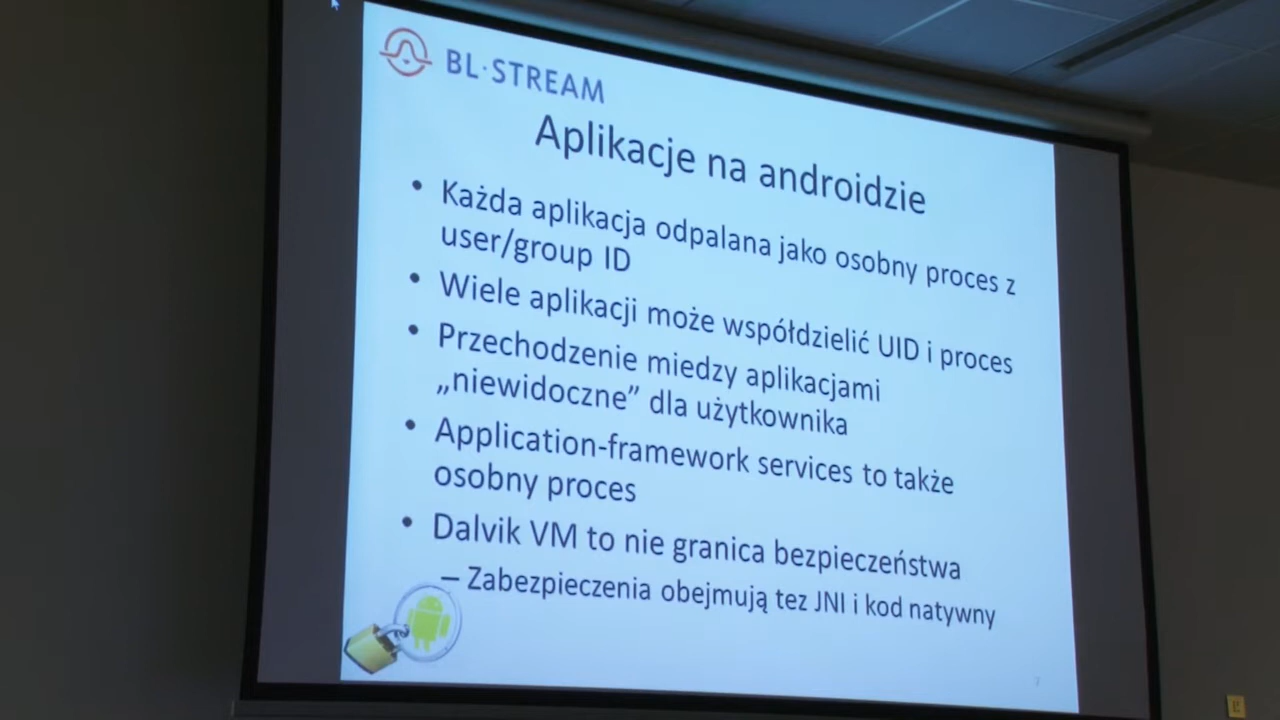 BL·STREAM
Aplikacje na androidzie
• Każda aplikacja odpalana jako osobny proces z
user/group ID
• Wiele aplikacji może współdzielić UID i proces
• Przechodzenie miedzy aplikacjami
„niewidoczne” dla użytkownika
• Application-framework services to także
osobny proces
• Dalvik VM to nie granica bezpieczeństwa
– Zabezpieczenia obejmują tez JNI i kod natywny
7